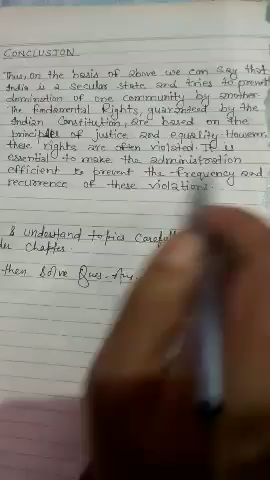 CONCLUSION
Thus, on the basis of above we can say that
India is a secular state and tries to prevent
domination of one community by another.
The Fundamental Rights, guaranteed by the
Indian Constitution, are based on the
principles of justice and equality. However,
these rights are often violated. It is
essential to make the administration
efficient to prevent the frequency and
recurrence of these violations.
& understand topics Carefull
Chapter.
then Solve Ques-Ans.